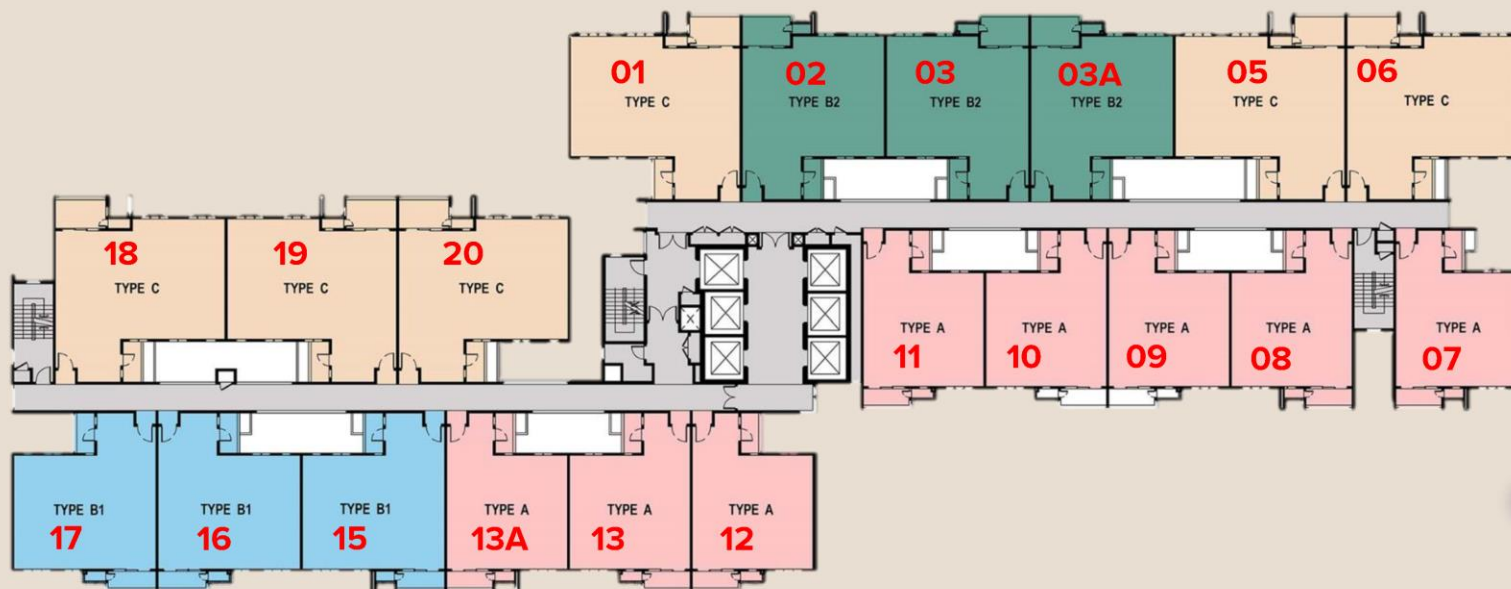 01
TYPE C
02
TYPE B2
03
TYPE B2
03A
TYPE B2
05
TYPE C
06
TYPE C
18
TYPE C
19
TYPE C
20
TYPE C
TYPE A
11
TYPE A
10
TYPE A
09
TYPE A
08
TYPE A
07
TYPE B1
17
TYPE B1
16
TYPE B1
15
TYPE A
13A
TYPE A
13
TYPE A
12